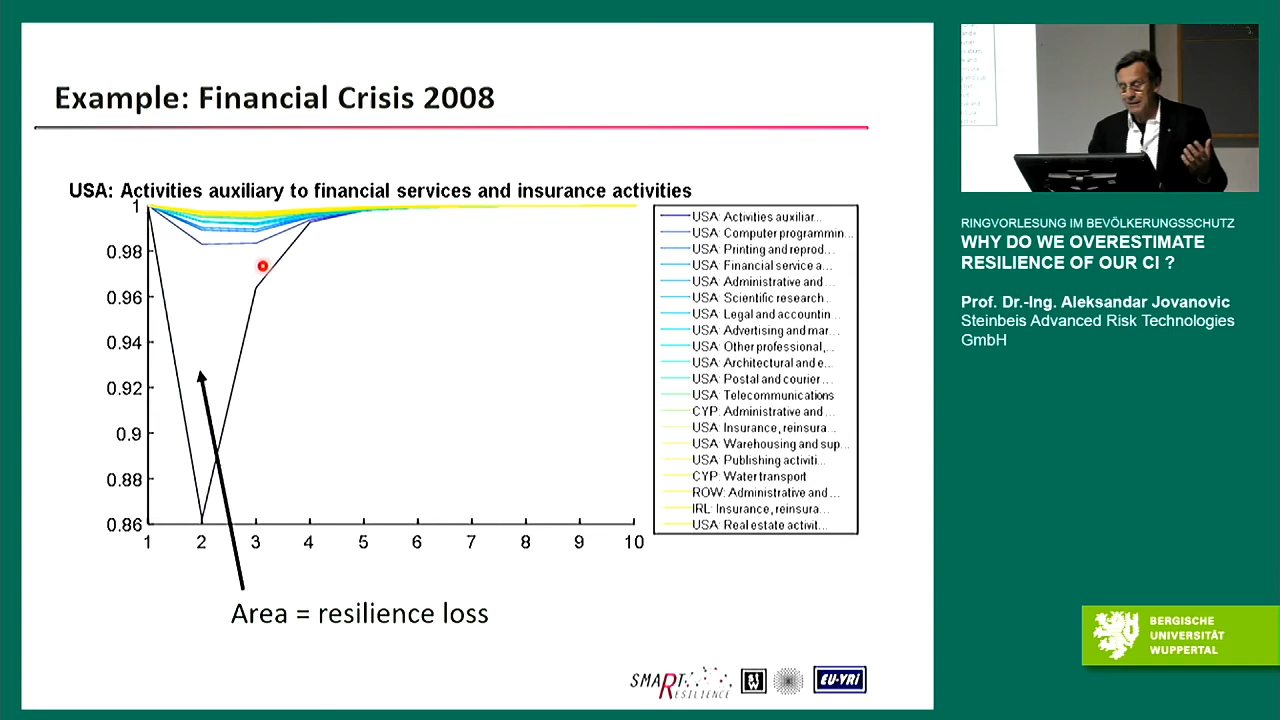 Example: Financial Crisis 2008
USA: Activities auxiliary to financial services and insurance activities
1
0.98
0.96
0.94
0.92
0.9
0.88
0.86
1 2 3 4 5 6 7 8 9 10
USA: Activities auxiliar...
USA: Computer programmin...
USA: Printing and reprod...
USA: Financial service a...
USA: Administrative and ...
USA: Scientific research...
USA: Legal and accountin...
USA: Advertising and mar...
USA: Other professional,...
USA: Architectural and e...
USA: Postal and courier ...
USA: Telecommunications
CYP: Administrative and ...
USA: Insurance, reinsura...
USA: Warehousing and sup...
USA: Publishing activiti...
CYP: Water transport
ROW: Administrative and ...
IRL: Insurance, reinsura...
USA: Real estate activit...
Area = resilience loss
SMART
RESILIENCE
EU-VRi
RINGVORLESUNG IM BEVÖLKERUNGSSCHUTZ
WHY DO WE OVERESTIMATE
RESILIENCE OF OUR CI ?
Prof. Dr.-Ing. Aleksandar Jovanovic
Steinbeis Advanced Risk Technologies
GmbH
BERGISCHE
UNIVERSITÄT
WUPPERTAL